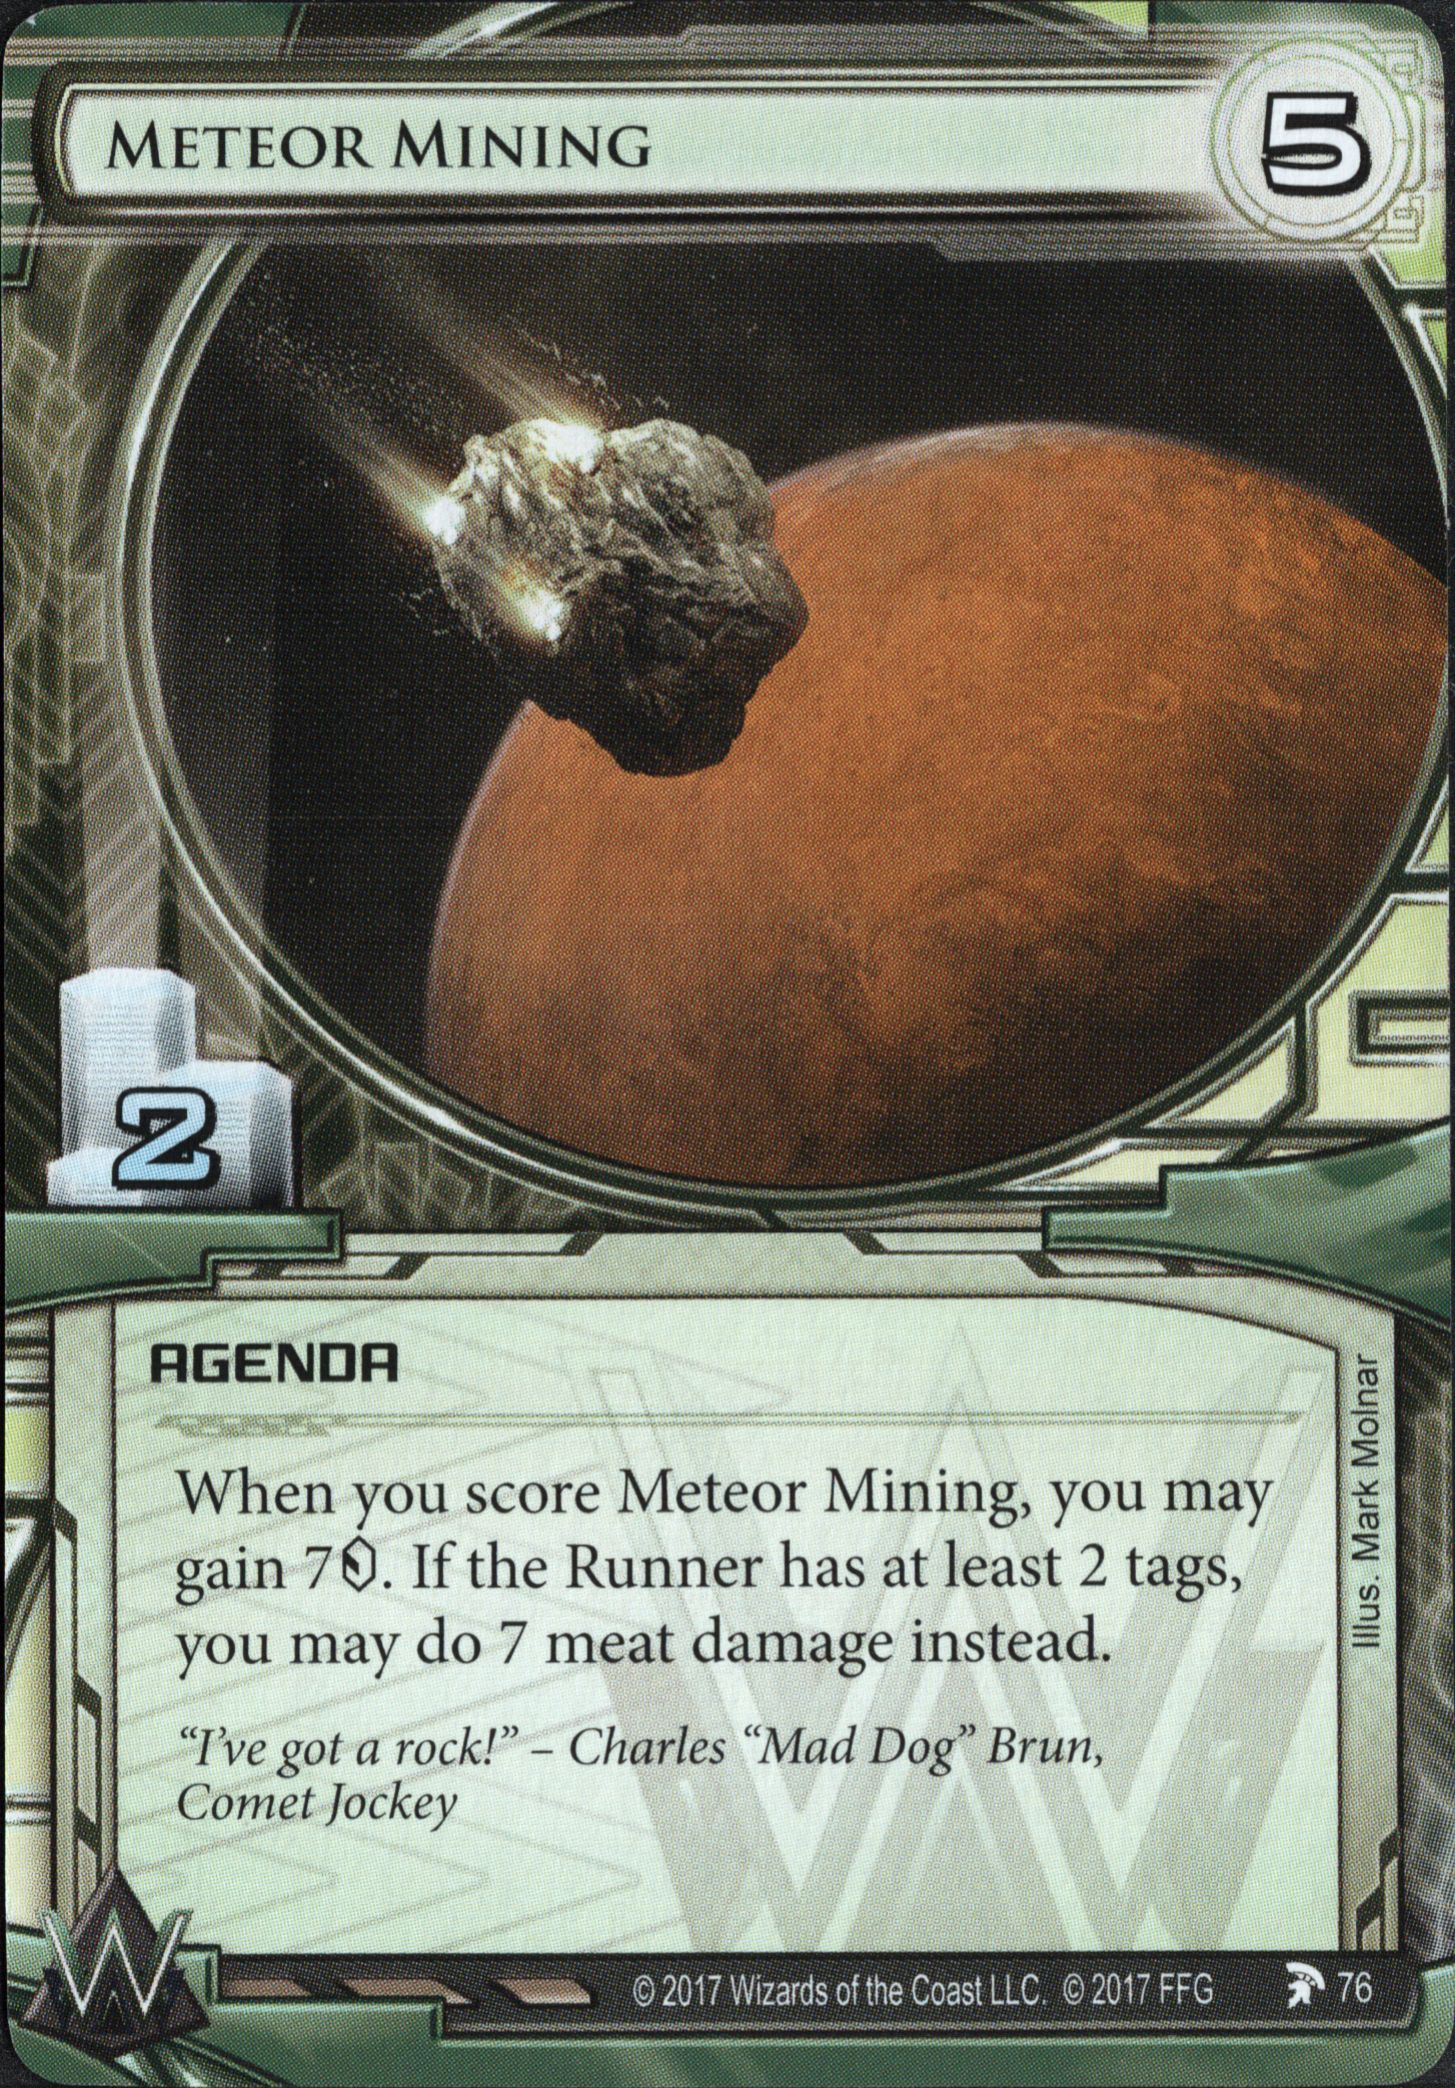 METEOR MINING
5
2
AGENDA
When you score Meteor Mining, you may
gain 7. If the Runner has at least 2 tags,
you may do 7 meat damage instead.
“I’ve got a rock!” – Charles “Mad Dog” Brun,
Comet Jockey
Illus. Mark Molnar
W
© 2017 Wizards of the Coast LLC. © 2017 FFG
76